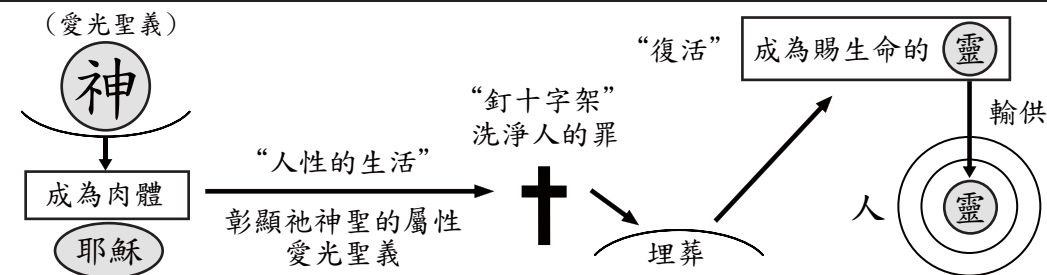 (愛光聖義)
神
成為肉體
耶穌
“人性的生活”
彰顯祂神聖的屬性
愛光聖義
“釘十字架”
洗淨人的罪
埋葬
“復活”
成為賜生命的 靈
輸供
人
靈